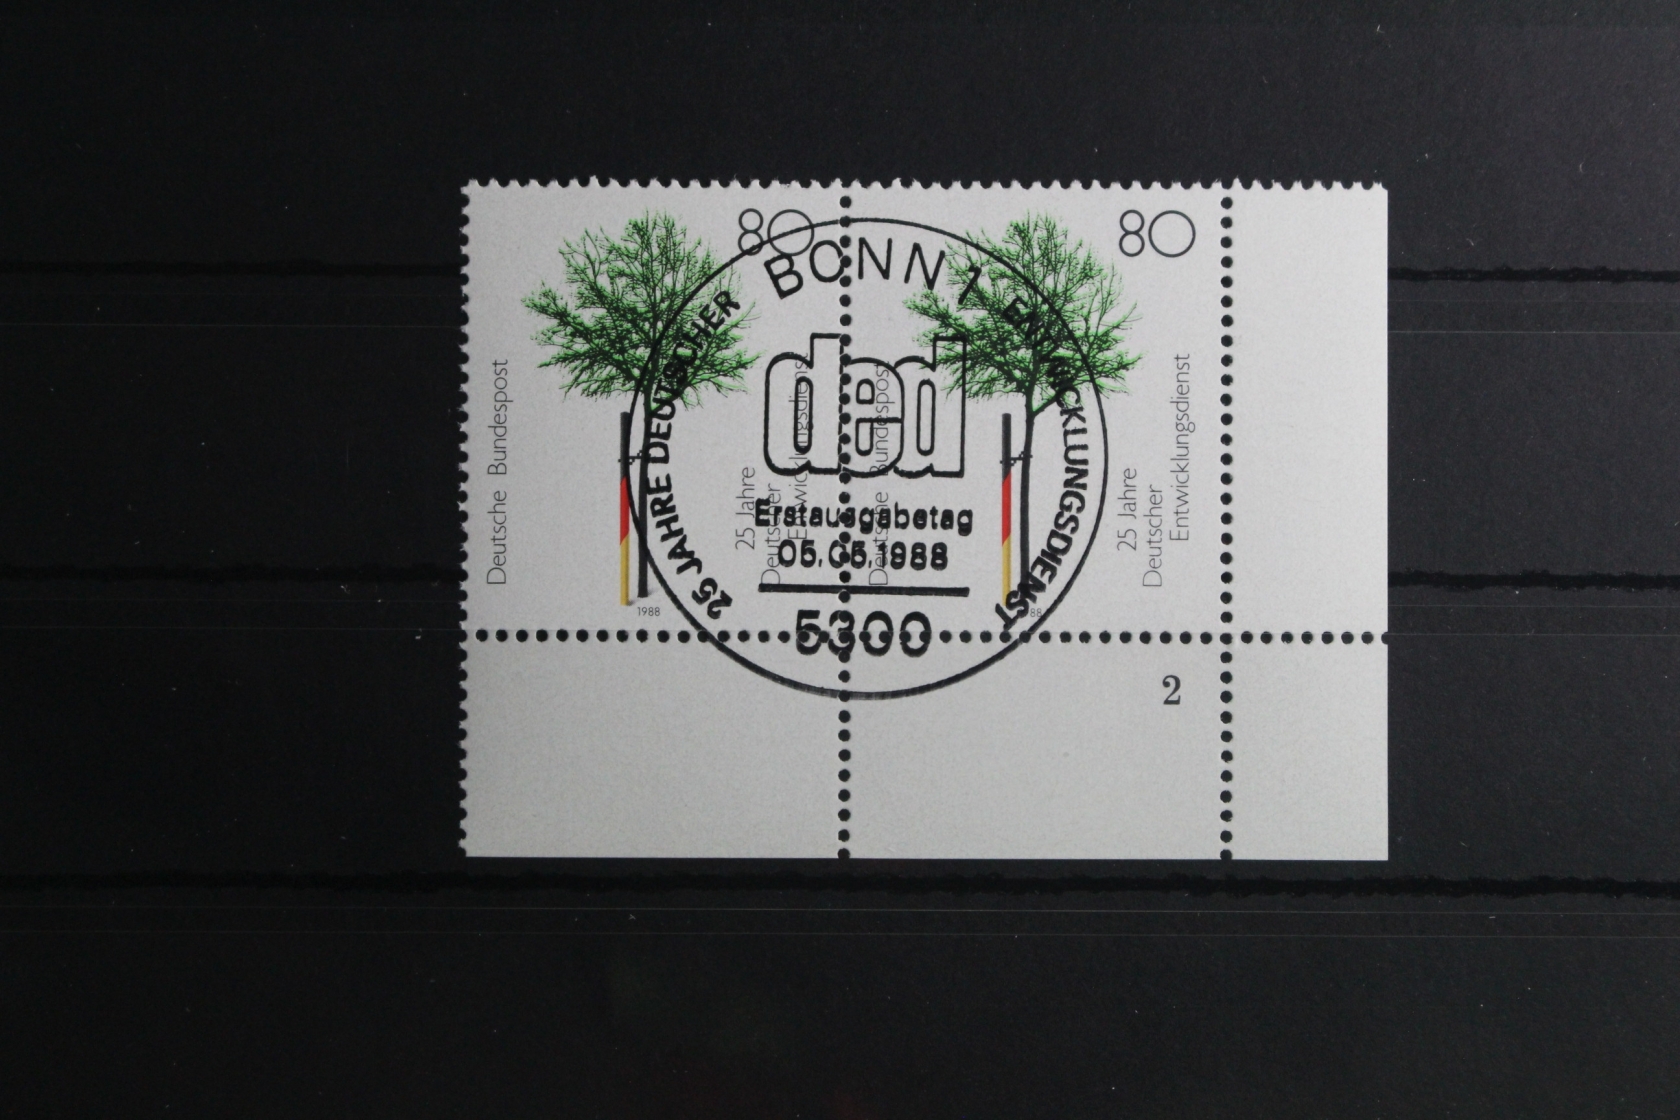 80
Deutsche Bundespost
25 Jahre
Deutscher
Entwicklungsdienst
1988
80
Deutsche Bundespost
25 Jahre
Deutscher
Entwicklungsdienst
1988
BONN 1
25 JAHRE DEUTSCHER ENTWICKLUNGSDIENST
ded
Erstausgabetag
05.05.1988
5300
2